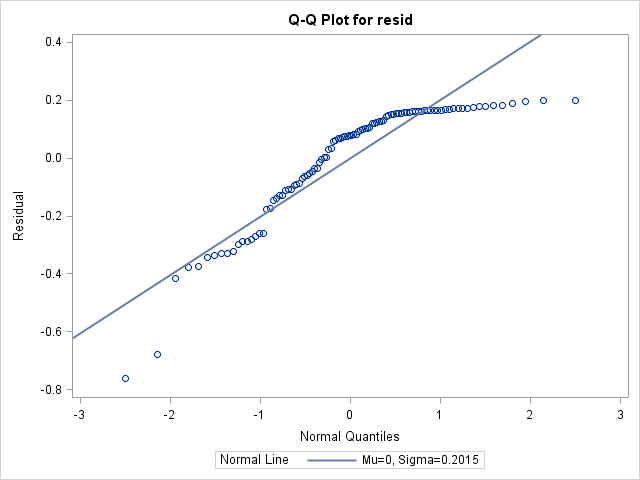 Q-Q Plot for resid
0.4
0.2
0.0
-0.2
-0.4
-0.6
-0.8
Residual
-3
-2
-1
0
1
2
3
Normal Quantiles
Normal Line
Mu=0, Sigma=0.2015